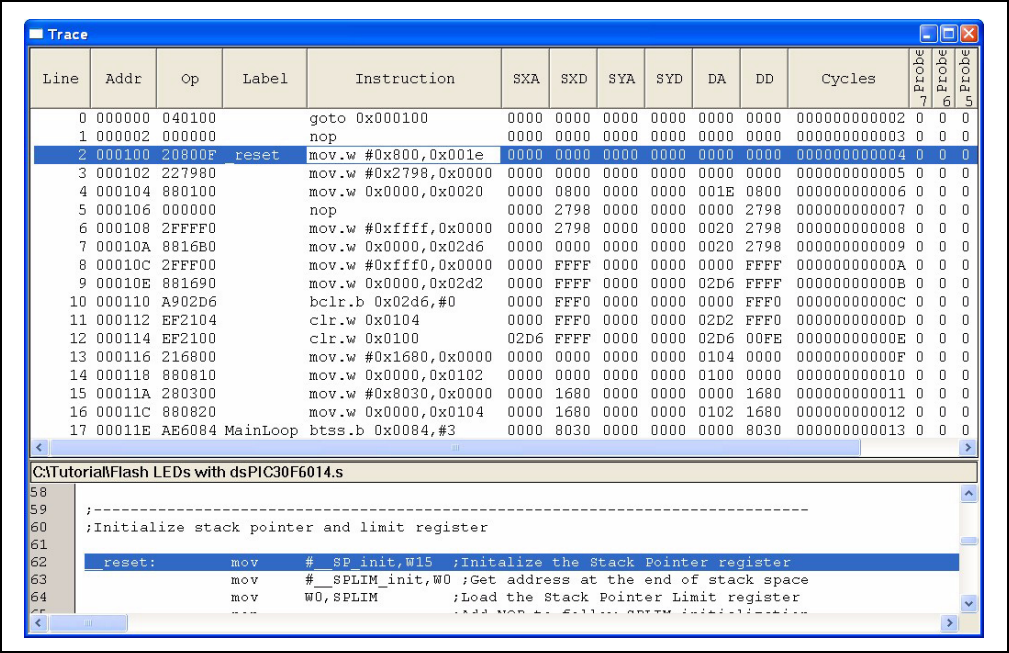 Trace
Line Addr Op Label Instruction SXA SXD SYA SYD DA DD Cycles Probe 7 Probe 6 Probe 5
0 000000 040100 goto 0x000100 0000 0000 0000 0000 0000 0000 000000000002 0 0 0
1 000002 000000 nop 0000 0000 0000 0000 0000 0000 000000000003 0 0 0
2 000100 20800F _reset mov.w #0x800,0x001e 0000 0000 0000 0000 0000 0000 000000000004 0 0 0
3 000102 227980 mov.w #0x2798,0x0000 0000 0000 0000 0000 0000 0000 000000000005 0 0 0
4 000104 880100 mov.w 0x0000,0x0020 0000 0800 0000 0000 001E 0800 000000000006 0 0 0
5 000106 000000 nop 0000 2798 0000 0000 0000 2798 000000000007 0 0 0
6 000108 2FFFF0 mov.w #0xffff,0x0000 0000 2798 0000 0000 0020 2798 000000000008 0 0 0
7 00010A 8816B0 mov.w 0x0000,0x02d6 0000 0000 0000 0000 0020 2798 000000000009 0 0 0
8 00010C 2FFF00 mov.w #0xfff0,0x0000 0000 FFFF 0000 0000 0000 FFFF 00000000000A 0 0 0
9 00010E 881690 mov.w 0x0000,0x02d2 0000 FFFF 0000 0000 02D6 FFFF 00000000000B 0 0 0
10 000110 A902D6 bclr.b 0x02d6,#0 0000 FFF0 0000 0000 0000 FFF0 00000000000C 0 0 0
11 000112 EF2104 clr.w 0x0104 0000 FFF0 0000 0000 02D2 FFF0 00000000000D 0 0 0
12 000114 EF2100 clr.w 0x0100 02D6 FFFF 0000 0000 02D6 00FE 00000000000E 0 0 0
13 000116 216800 mov.w #0x1680,0x0000 0000 0000 0000 0000 0104 0000 00000000000F 0 0 0
14 000118 880810 mov.w 0x0000,0x0102 0000 0000 0000 0000 0100 0000 000000000010 0 0 0
15 00011A 280300 mov.w #0x8030,0x0000 0000 1680 0000 0000 0000 1680 000000000011 0 0 0
16 00011C 880820 mov.w 0x0000,0x0104 0000 1680 0000 0000 0102 1680 000000000012 0 0 0
17 00011E AE6084 MainLoop btss.b 0x0084,#3 0000 8030 0000 0000 0000 8030 000000000013 0 0 0
C:\Tutorial\Flash LEDs with dsPIC30F6014.s
58
59 ;------------------------------------------------------------------------------
60 ;Initialize stack pointer and limit register
61
62 __reset: mov #__SP_init,W15 ;Initalize the Stack Pointer register
63 mov #__SPLIM_init,W0 ;Get address at the end of stack space
64 mov W0,SPLIM ;Load the Stack Pointer Limit register